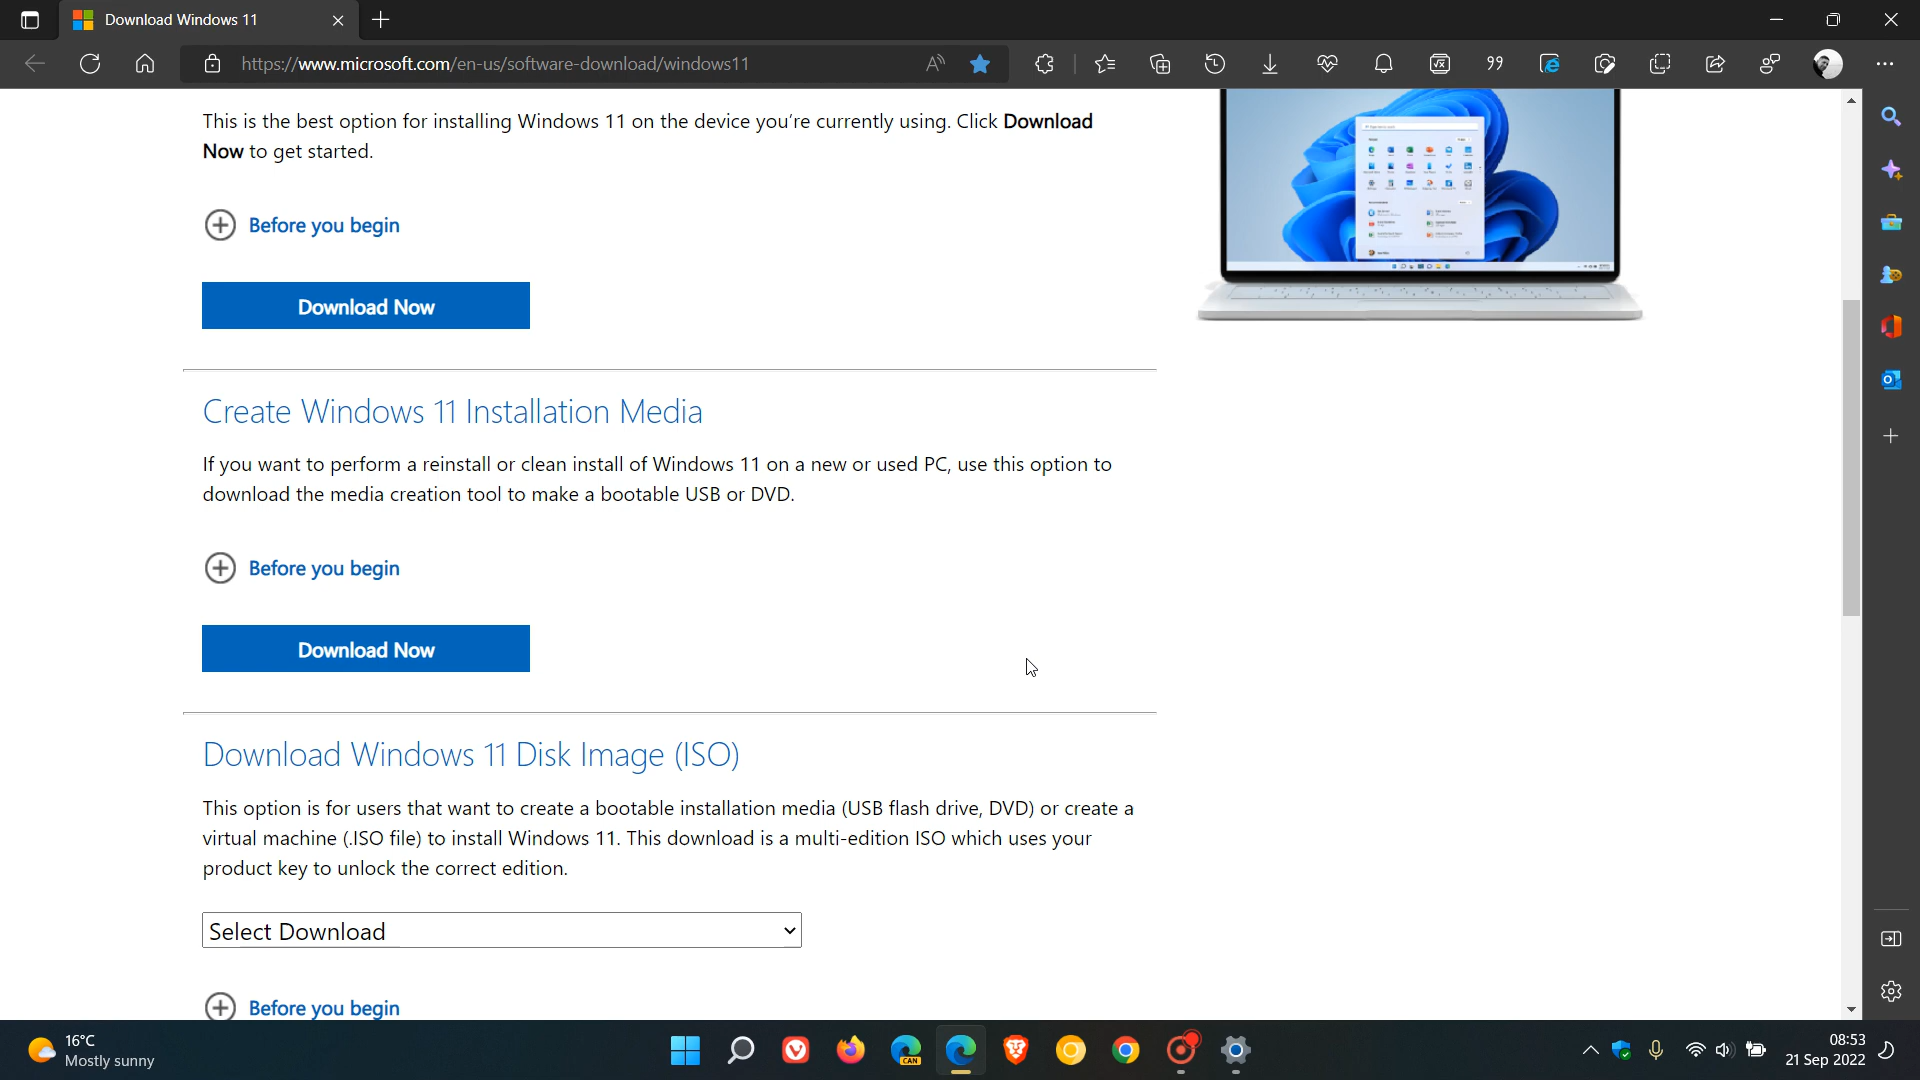 Download Windows 11
https://www.microsoft.com/en-us/software-download/windows11
This is the best option for installing Windows 11 on the device you're currently using. Click Download
Now to get started.
Before you begin
Download Now
Create Windows 11 Installation Media
If you want to perform a reinstall or clean install of Windows 11 on a new or used PC, use this option to
download the media creation tool to make a bootable USB or DVD.
Before you begin
Download Now
Download Windows 11 Disk Image (ISO)
This option is for users that want to create a bootable installation media (USB flash drive, DVD) or create a
virtual machine (.ISO file) to install Windows 11. This download is a multi-edition ISO which uses your
product key to unlock the correct edition.
Select Download
Before you begin
16°C
Mostly sunny
CAN
08:53
21 Sep 2022